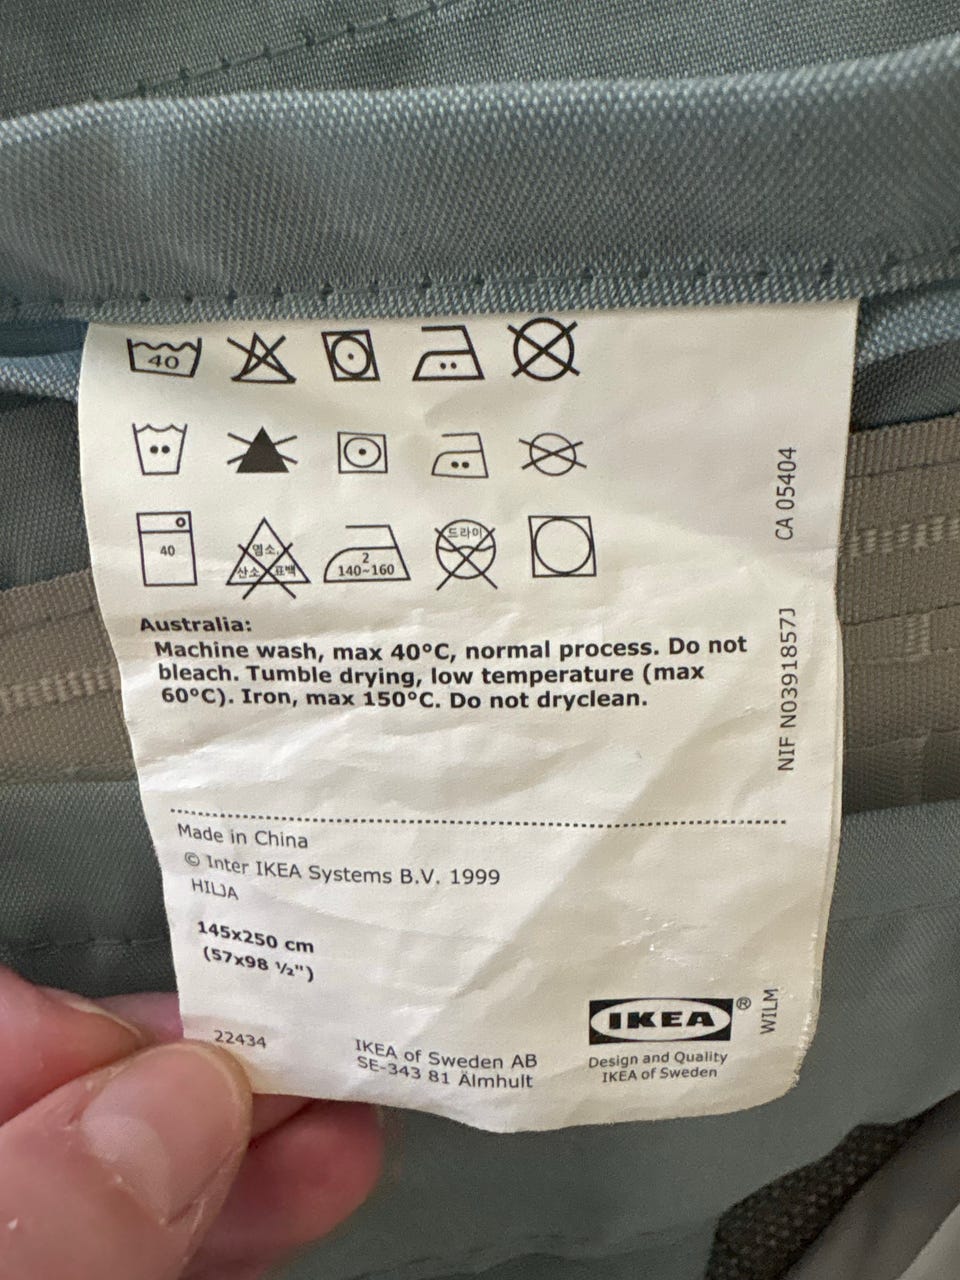 40
40
염소,
산소 표백
2
140~160
드라이
Australia:
Machine wash, max 40°C, normal process. Do not
bleach. Tumble drying, low temperature (max
60°C). Iron, max 150°C. Do not dryclean.
CA 05404
NIF N0391857J
Made in China
© Inter IKEA Systems B.V. 1999
HILJA
145x250 cm
(57x98 ½")
22434
IKEA of Sweden AB
SE-343 81 Älmhult
IKEA®
Design and Quality
IKEA of Sweden
WILM